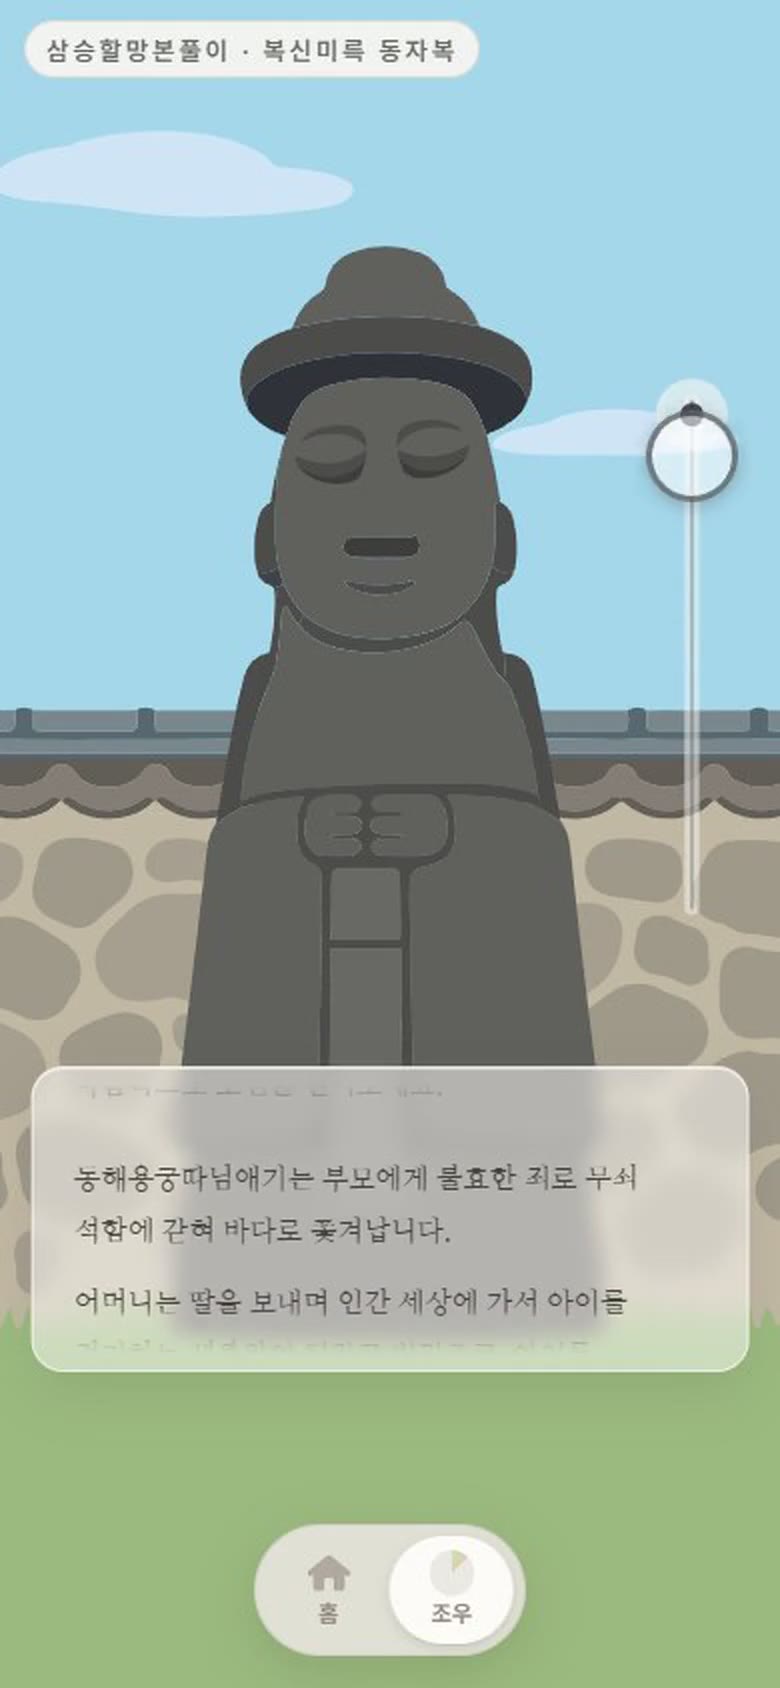 삼승할망본풀이 · 복신미륵 동자복
동해용궁따님애기는 부모에게 불효한 죄로 무쇠
석함에 갇혀 바다로 쫓겨납니다.
어머니는 딸을 보내며 인간 세상에 가서 아이를
홈
조우